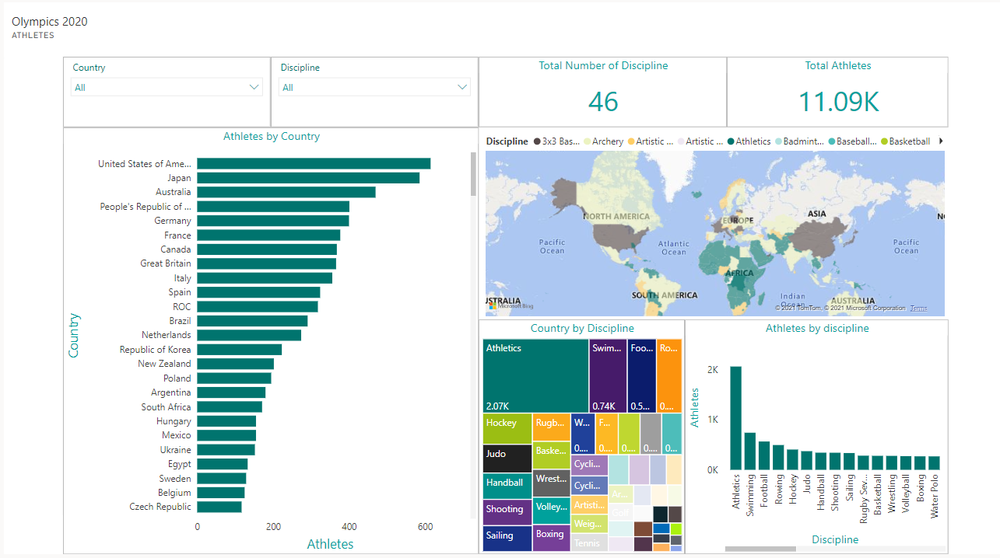 Olympics 2020
ATHLETES
Country
All
Discipline
All
Total Number of Discipline
46
Total Athletes
11.09K
Athletes by Country
United States of Ame...
Japan
Australia
People's Republic of ...
Germany
France
Canada
Great Britain
Italy
Spain
ROC
Brazil
Netherlands
Republic of Korea
New Zealand
Poland
Argentina
South Africa
Hungary
Mexico
Ukraine
Egypt
Sweden
Belgium
Czech Republic
Country
0 200 400 600
Athletes
Discipline 3x3 Bas... Archery Artistic ... Artistic ... Athletics Badmint... Baseball... Basketball
NORTH AMERICA
EUROPE
ASIA
Pacific
Ocean
Atlantic
Ocean
Pacific
Ocean
AFRICA
SOUTH AMERICA
Indian
Ocean
AUSTRALIA
USTRALIA
NO
Microsoft Bing
© 2021 TomTom, © 2021 Microsoft Corporation Terms
Country by Discipline
Athletics
2.07K
Swim...
0.74K
Foo...
0.5...
Ro...
0....
Hockey
Judo
Handball
Shooting
Sailing
Rugb...
Baske...
Wrest...
Volley...
Boxing
W...
0....
F...
0....
0....
0....
0...
Cycli...
Cycli...
Artisti...
Weig...
Tennis
Ar...
Golf
Athletes by discipline
Athletes
2K
1K
0K
Athletics
Swimming
Football
Rowing
Hockey
Judo
Handball
Shooting
Sailing
Rugby Sev...
Basketball
Wrestling
Volleyball
Boxing
Water Polo
Discipline